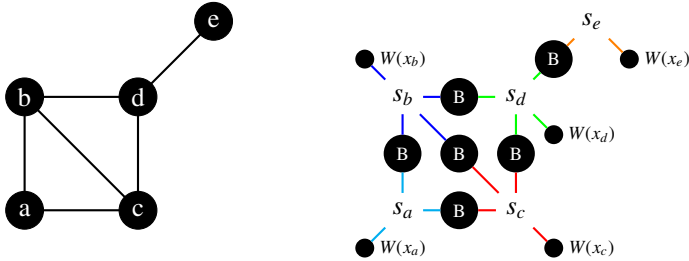 e
b d
a c
s_e
W(x_b) B W(x_e)
s_b B s_d
W(x_d)
B B B
s_a B s_c
W(x_a) W(x_c)